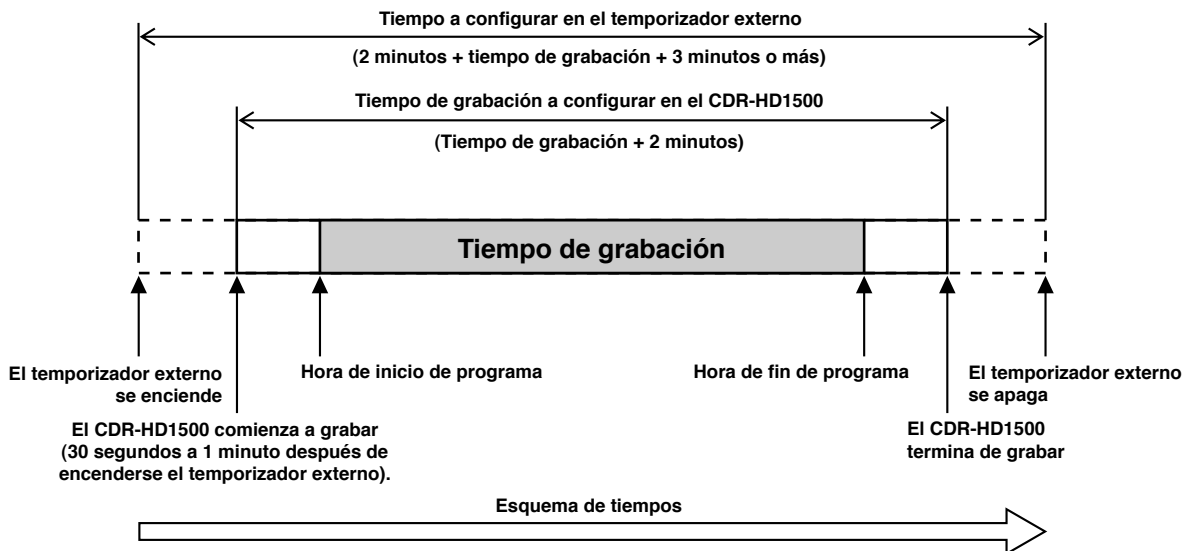 Tiempo a configurar en el temporizador externo
(2 minutos + tiempo de grabación + 3 minutos o más)
Tiempo de grabación a configurar en el CDR-HD1500
(Tiempo de grabación + 2 minutos)
Tiempo de grabación
El temporizador externo
se enciende
Hora de inicio de programa
Hora de fin de programa
El temporizador externo
se apaga
El CDR-HD1500 comienza a grabar
(30 segundos a 1 minuto después de
encenderse el temporizador externo).
El CDR-HD1500
termina de grabar
Esquema de tiempos